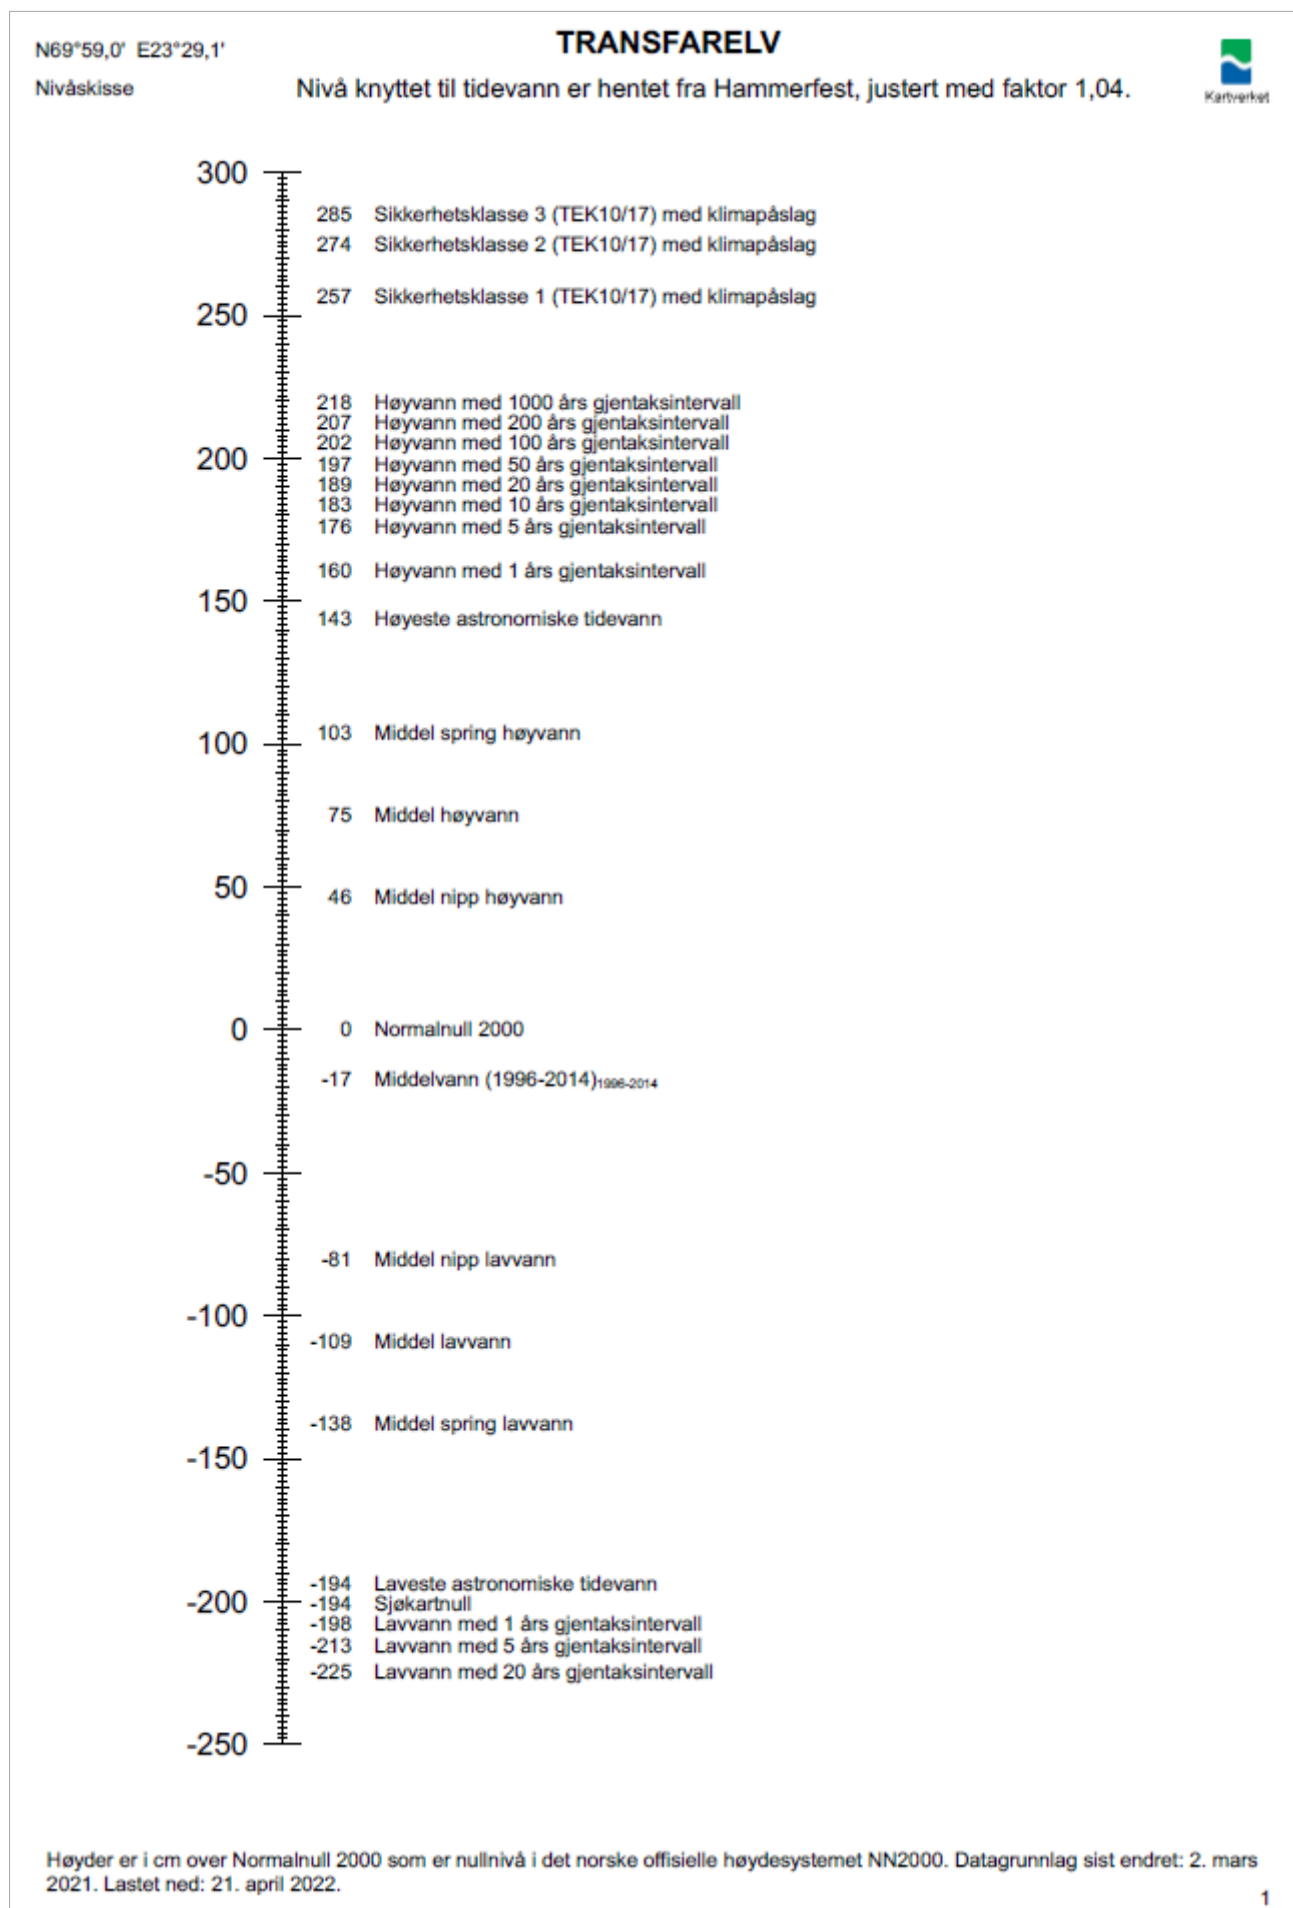 N69°59,0' E23°29,1'
TRANSFARELV
Nivåskisse
Nivå knyttet til tidevann er hentet fra Hammerfest, justert med faktor 1,04.
Kartverket
300
285 Sikkerhetsklasse 3 (TEK10/17) med klimapåslag
274 Sikkerhetsklasse 2 (TEK10/17) med klimapåslag
257 Sikkerhetsklasse 1 (TEK10/17) med klimapåslag
250
218 Høyvann med 1000 års gjentaksintervall
207 Høyvann med 200 års gjentaksintervall
202 Høyvann med 100 års gjentaksintervall
200
197 Høyvann med 50 års gjentaksintervall
189 Høyvann med 20 års gjentaksintervall
183 Høyvann med 10 års gjentaksintervall
176 Høyvann med 5 års gjentaksintervall
160 Høyvann med 1 års gjentaksintervall
150
143 Høyeste astronomiske tidevann
103 Middel spring høyvann
100
75 Middel høyvann
50
46 Middel nipp høyvann
0
0 Normalnull 2000
-17 Middelvann (1996-2014)1996-2014
-50
-81 Middel nipp lavvann
-100
-109 Middel lavvann
-138 Middel spring lavvann
-150
-194 Laveste astronomiske tidevann
-200
-194 Sjøkartnull
-198 Lavvann med 1 års gjentaksintervall
-213 Lavvann med 5 års gjentaksintervall
-225 Lavvann med 20 års gjentaksintervall
-250
Høyder er i cm over Normalnull 2000 som er nullnivå i det norske offisielle høydesystemet NN2000. Datagrunnlag sist endret: 2. mars
2021. Lastet ned: 21. april 2022.
1